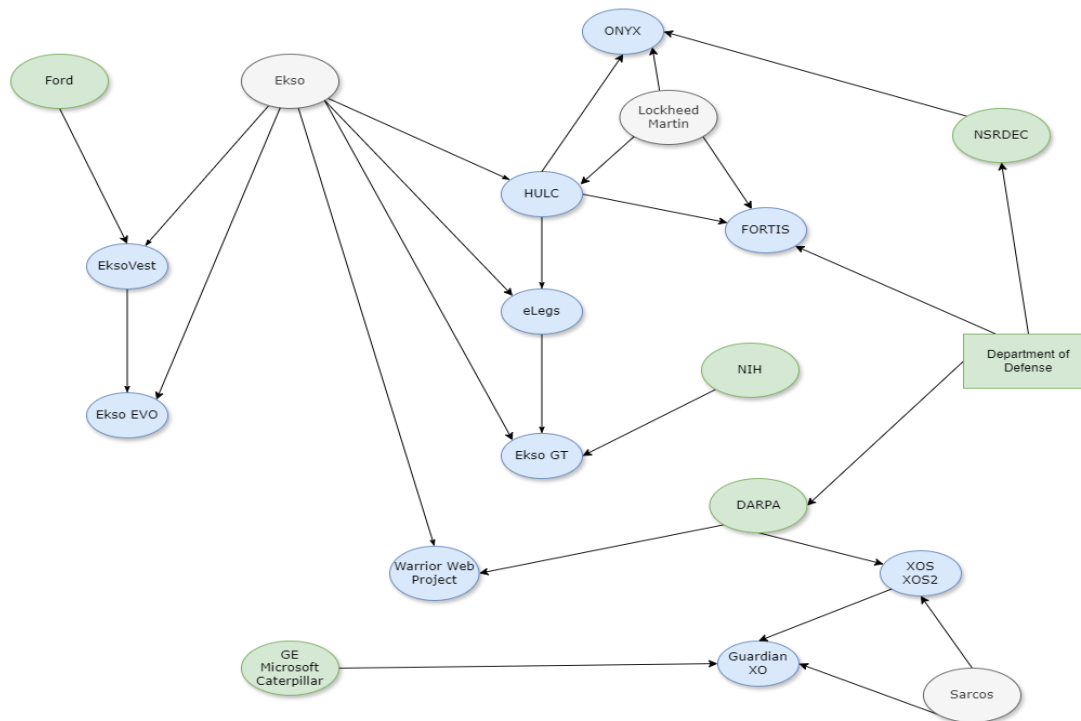 ONYX
Ford
Ekso
Lockheed
Martin
NSRDEC
HULC
FORTIS
EksoVest
eLegs
Department of
Defense
NIH
Ekso EVO
Ekso GT
DARPA
Warrior Web
Project
XOS
XOS2
GE
Microsoft
Caterpillar
Guardian
XO
Sarcos